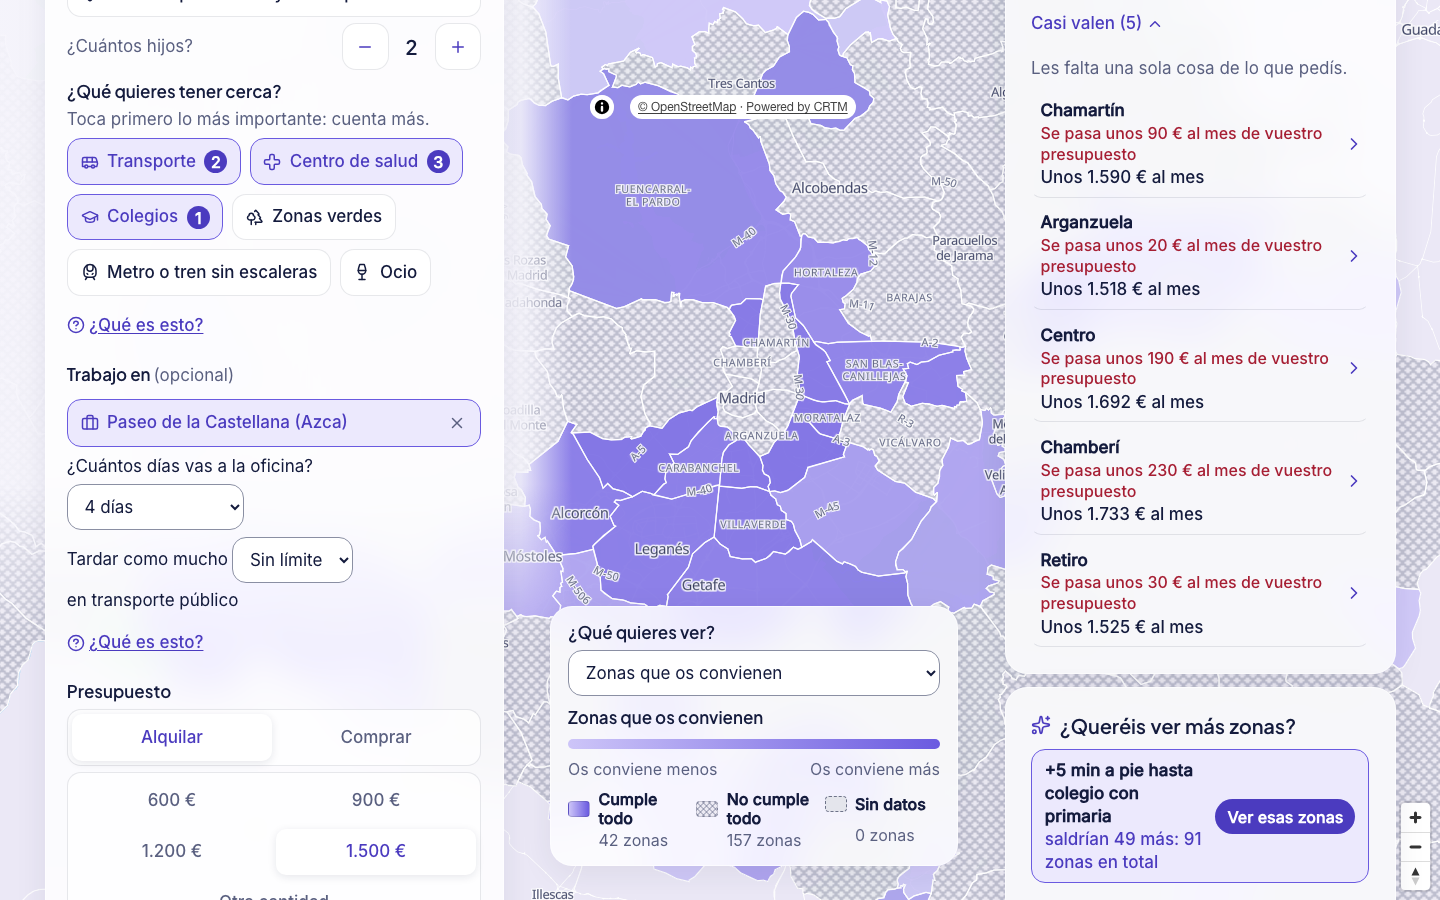 ¿Cuántos hijos?
2
¿Qué quieres tener cerca?
Toca primero lo más importante: cuenta más.
Transporte 2
Centro de salud 3
Colegios 1
Zonas verdes
Metro o tren sin escaleras
Ocio
¿Qué es esto?
Trabajo en (opcional)
Paseo de la Castellana (Azca)
¿Cuántos días vas a la oficina?
4 días
Tardar como mucho Sin límite
en transporte público
¿Qué es esto?
Presupuesto
Alquilar
Comprar
600 €
900 €
1.200 €
1.500 €
Tres Cantos
© OpenStreetMap · Powered by CRTM
FUENCARRAL-
EL PARDO
Alcobendas
M-50
M-40
Paracuellos
de Jarama
M-12
HORTALEZA
M-11
BARAJAS
M-30
CHAMARTÍN
A-2
CHAMBERÍ
SAN BLAS-
CANILLEJAS
M-30
Madrid
MORATALAZ
R-3
ARGANZUELA
A-3
VICÁLVARO
A-5
CARABANCHEL
M-40
M-45
Alcorcón
VILLAVERDE
Leganés
Móstoles
M-50
M-506
Getafe
Illescas
¿Qué quieres ver?
Zonas que os convienen
Zonas que os convienen
Os conviene menos
Os conviene más
Cumple
todo
42 zonas
No cumple
todo
157 zonas
Sin datos
0 zonas
Casi valen (5)
Les falta una sola cosa de lo que pedís.
Chamartín
Se pasa unos 90 € al mes de vuestro
presupuesto
Unos 1.590 € al mes
Arganzuela
Se pasa unos 20 € al mes de vuestro
presupuesto
Unos 1.518 € al mes
Centro
Se pasa unos 190 € al mes de vuestro
presupuesto
Unos 1.692 € al mes
Chamberí
Se pasa unos 230 € al mes de vuestro
presupuesto
Unos 1.733 € al mes
Retiro
Se pasa unos 30 € al mes de vuestro
presupuesto
Unos 1.525 € al mes
¿Queréis ver más zonas?
+5 min a pie hasta
colegio con
primaria
saldrían 49 más: 91
zonas en total
Ver esas zonas